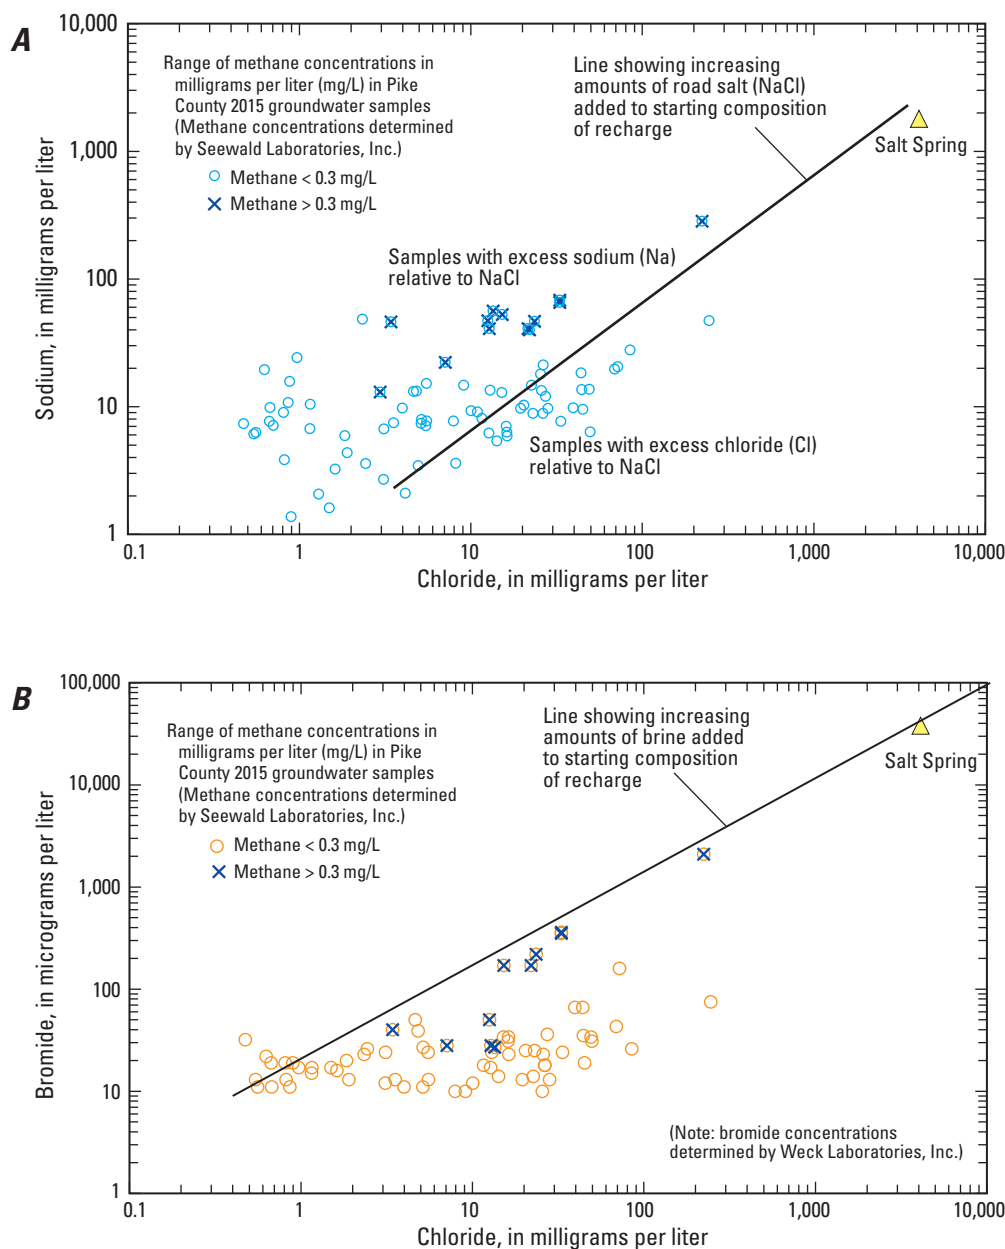 A
10,000
1,000
100
10
1
Sodium, in milligrams per liter
Range of methane concentrations in
milligrams per liter (mg/L) in Pike
County 2015 groundwater samples
(Methane concentrations determined
by Seewald Laboratories, Inc.)
Methane < 0.3 mg/L
Methane > 0.3 mg/L
Line showing increasing
amounts of road salt (NaCl)
added to starting composition
of recharge
Salt Spring
Samples with excess sodium (Na)
relative to NaCl
Samples with excess chloride (Cl)
relative to NaCl
0.1 1 10 100 1,000 10,000
Chloride, in milligrams per liter
B
100,000
10,000
1,000
100
10
1
Bromide, in micrograms per liter
Range of methane concentrations in
milligrams per liter (mg/L) in Pike
County 2015 groundwater samples
(Methane concentrations determined
by Seewald Laboratories, Inc.)
Methane < 0.3 mg/L
Methane > 0.3 mg/L
Line showing increasing
amounts of brine added
to starting composition
of recharge
Salt Spring
(Note: bromide concentrations
determined by Weck Laboratories, Inc.)
0.1 1 10 100 1,000 10,000
Chloride, in milligrams per liter